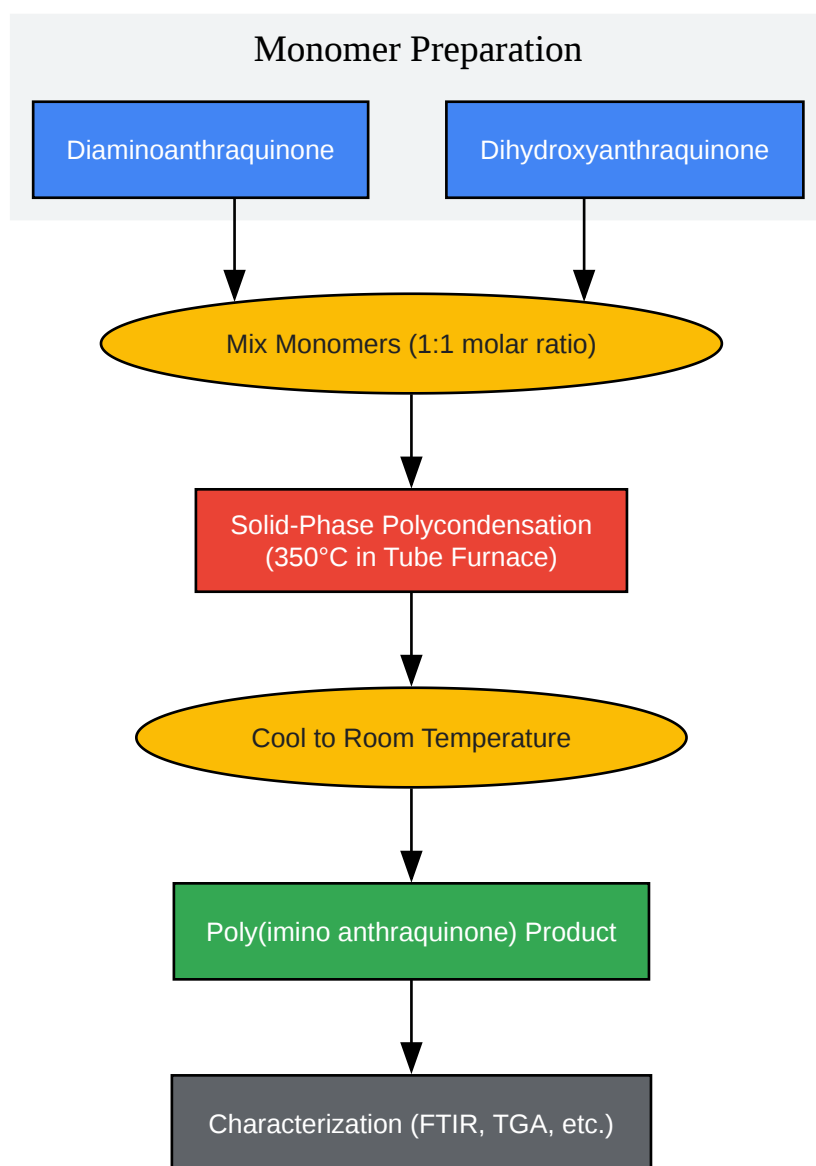 Monomer Preparation
Diaminoanthraquinone
Dihydroxyanthraquinone
Mix Monomers (1:1 molar ratio)
Solid-Phase Polycondensation
(350°C in Tube Furnace)
Cool to Room Temperature
Poly(imino anthraquinone) Product
Characterization (FTIR, TGA, etc.)